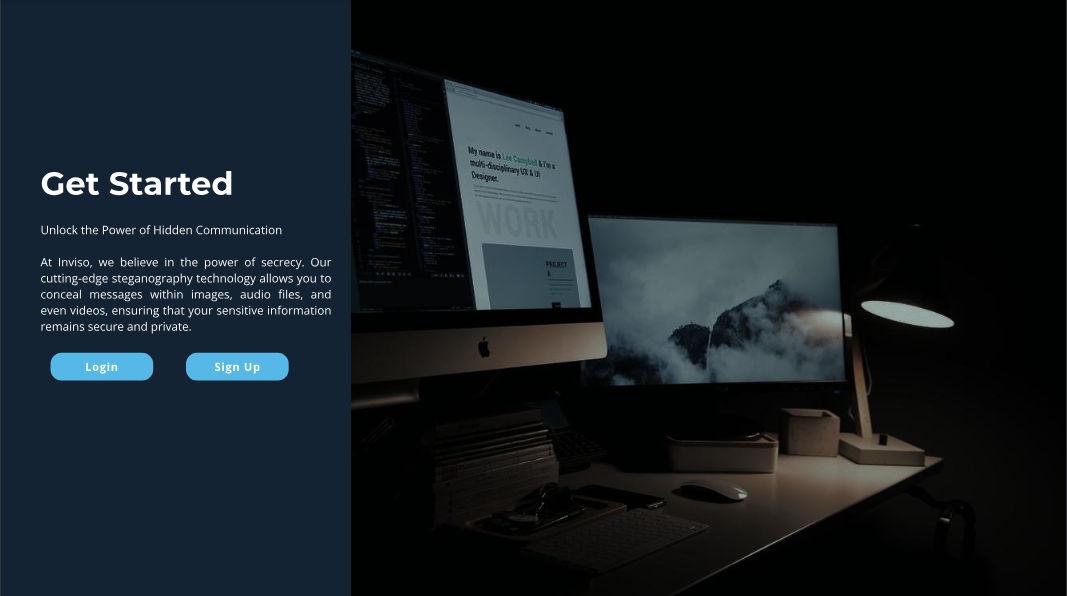 Get Started
Unlock the Power of Hidden Communication
At Inviso, we believe in the power of secrecy. Our
cutting-edge steganography technology allows you to
conceal messages within images, audio files, and
even videos, ensuring that your sensitive information
remains secure and private.
Login
Sign Up
My name is Lee Campbell & I'm a
multi-disciplinary UX & UI
Designer.
WORK
PROJECT